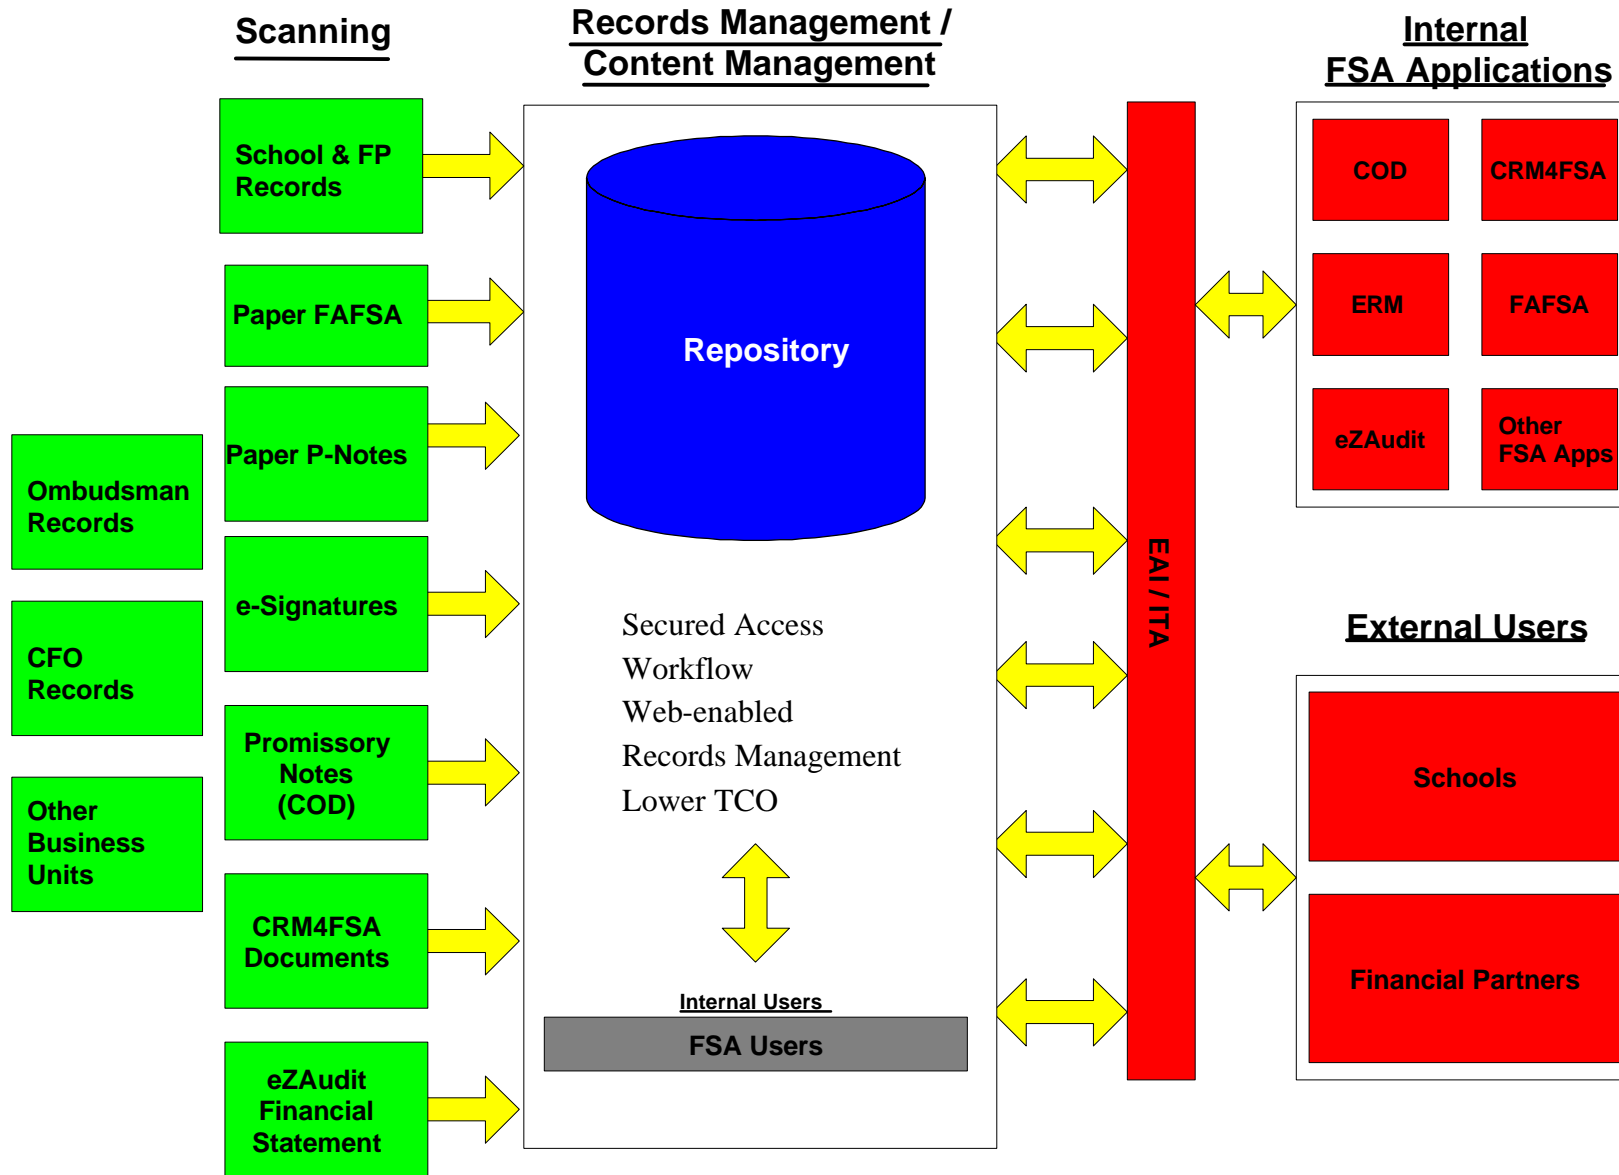 Scanning
Records Management /
Content Management
Internal
FSA Applications
School & FP
Records
Paper FAFSA
Paper P-Notes
Ombudsman
Records
e-Signatures
CFO
Records
Promissory
Notes
(COD)
Other
Business
Units
CRM4FSA
Documents
eZAudit
Financial
Statement
Repository
Secured Access
Workflow
Web-enabled
Records Management
Lower TCO
Internal Users
FSA Users
EAI / ITA
COD
CRM4FSA
ERM
FAFSA
eZAudit
Other
FSA Apps
External Users
Schools
Financial Partners